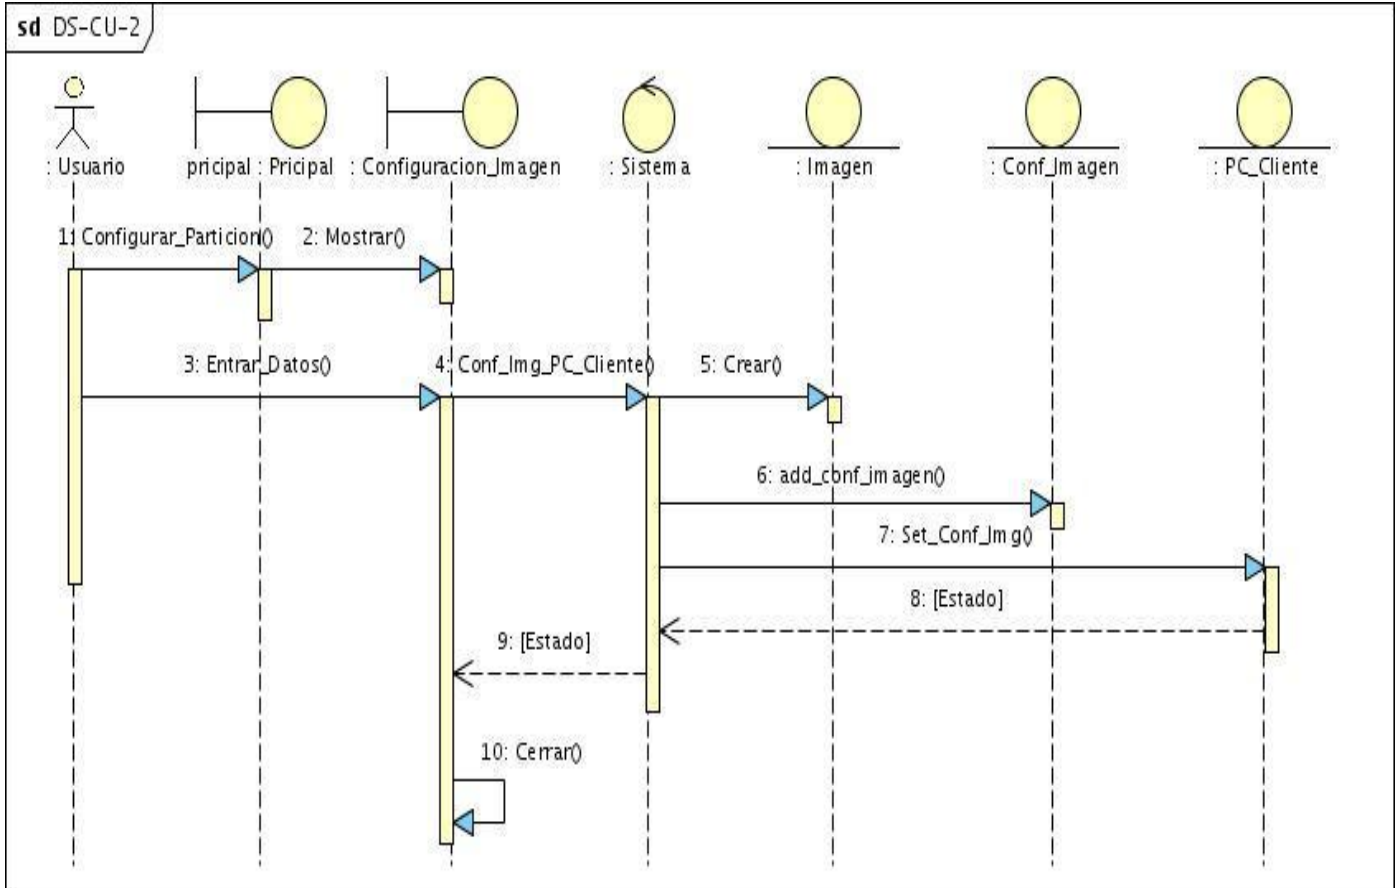 sd DS-CU-2
: Usuario
pricipal : Pricipal
: Configuracion_Imagen
: Sistema
: Imagen
: Conf_Imagen
: PC_Cliente
1: Configurar_Particion()
2: Mostrar()
3: Entrar_Datos()
4: Conf_Img_PC_Cliente()
5: Crear()
6: add_conf_imagen()
7: Set_Conf_Img()
8: [Estado]
9: [Estado]
10: Cerrar()